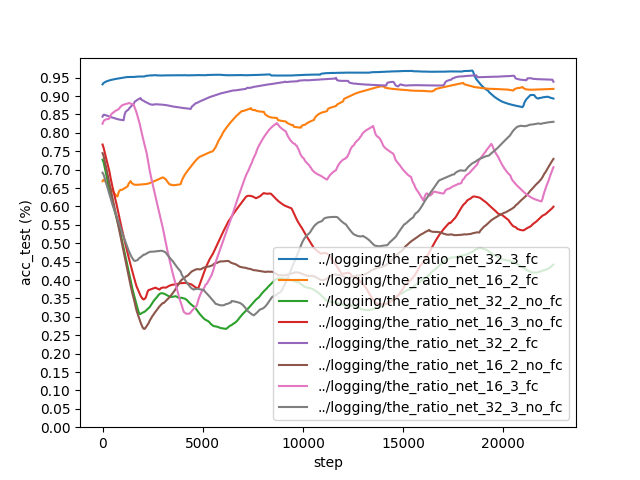 0.95
0.90
0.85
0.80
0.75
0.70
0.65
0.60
0.55
0.50
0.45
0.40
0.35
0.30
0.25
0.20
0.15
0.10
0.05
0.00
acc_test (%)
../logging/the_ratio_net_32_3_fc
../logging/the_ratio_net_16_2_fc
../logging/the_ratio_net_32_2_no_fc
../logging/the_ratio_net_16_3_no_fc
../logging/the_ratio_net_32_2_fc
../logging/the_ratio_net_16_2_no_fc
../logging/the_ratio_net_16_3_fc
../logging/the_ratio_net_32_3_no_fc
0 5000 10000 15000 20000
step